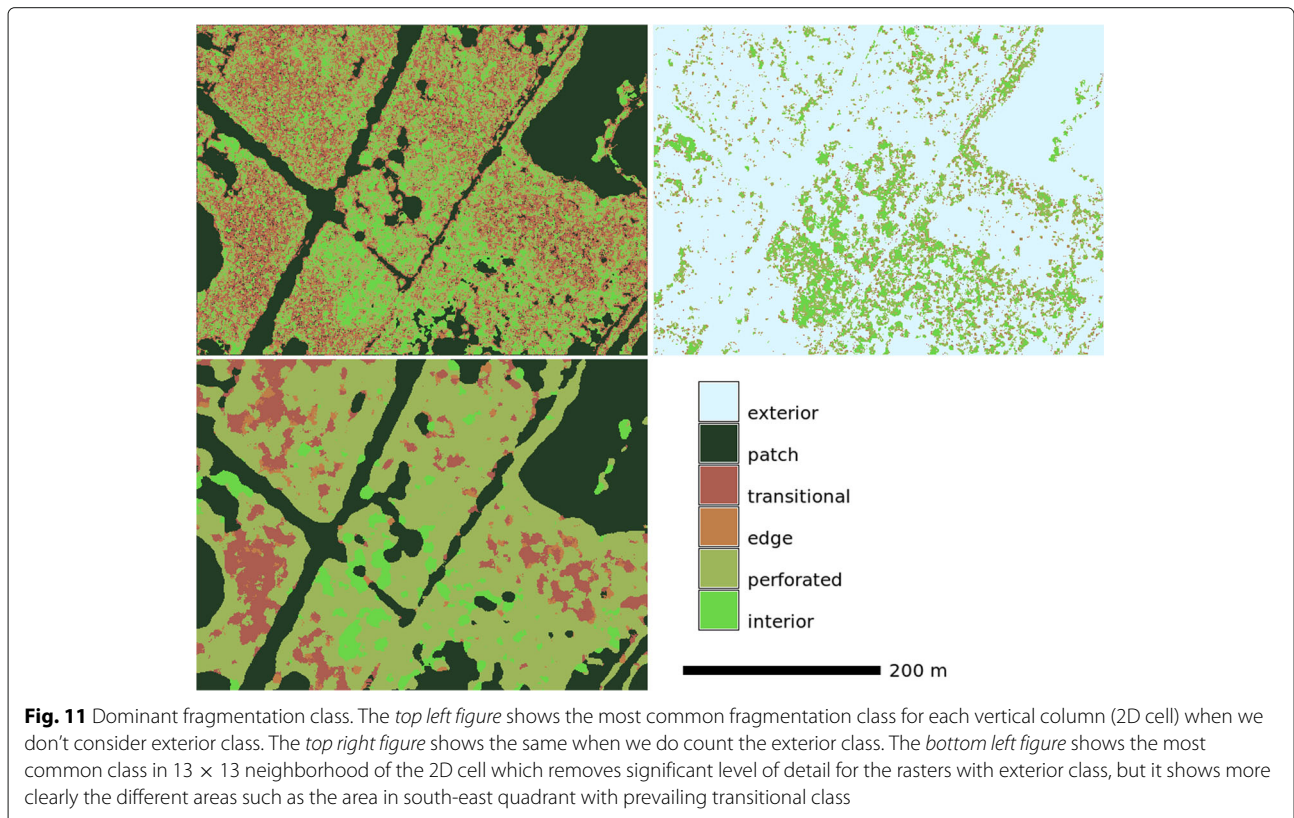 exterior
patch
transitional
edge
perforated
interior
200 m
Fig. 11 Dominant fragmentation class. The top left figure shows the most common fragmentation class for each vertical column (2D cell) when we
don't consider exterior class. The top right figure shows the same when we do count the exterior class. The bottom left figure shows the most
common class in 13 × 13 neighborhood of the 2D cell which removes significant level of detail for the rasters with exterior class, but it shows more
clearly the different areas such as the area in south-east quadrant with prevailing transitional class